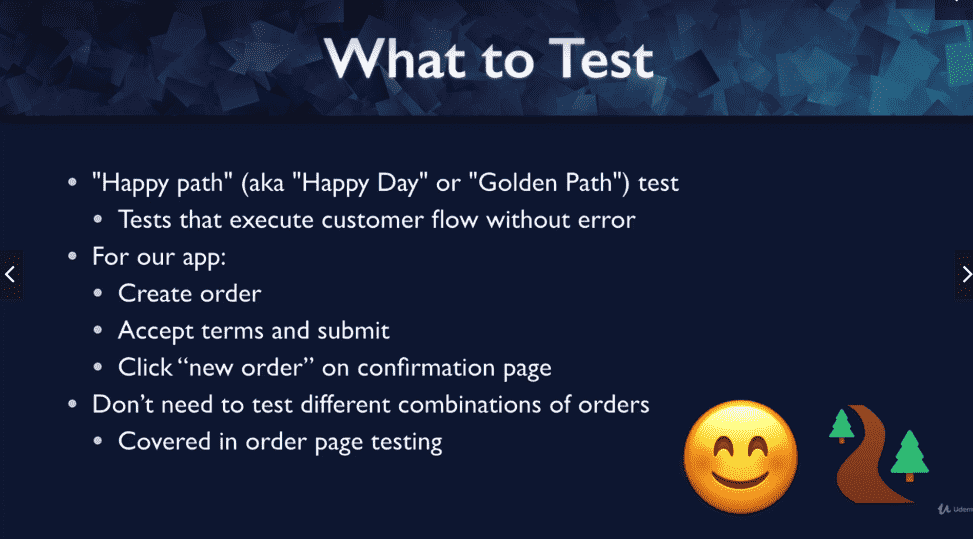 What to Test
"Happy path" (aka "Happy Day" or "Golden Path") test
Tests that execute customer flow without error
For our app:
Create order
Accept terms and submit
Click “new order” on confirmation page
Don’t need to test different combinations of orders
Covered in order page testing